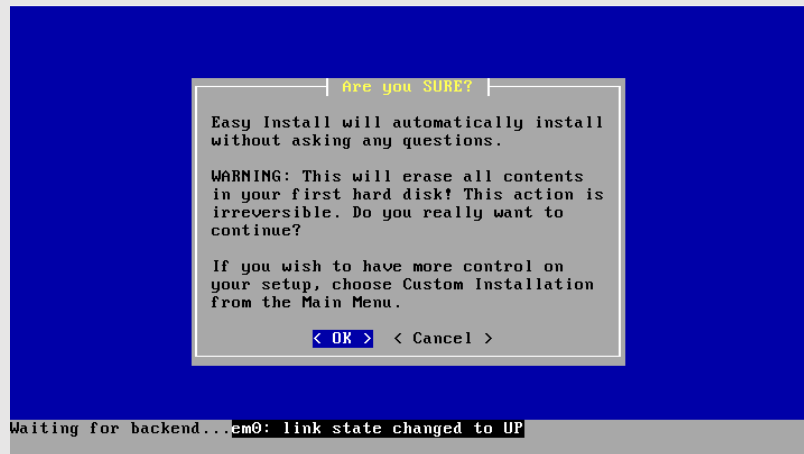 Are you SURE?
Easy Install will automatically install
without asking any questions.
WARNING: This will erase all contents
in your first hard disk! This action is
irreversible. Do you really want to
continue?
If you wish to have more control on
your setup, choose Custom Installation
from the Main Menu.
< OK > < Cancel >
Waiting for backend...em0: link state changed to UP